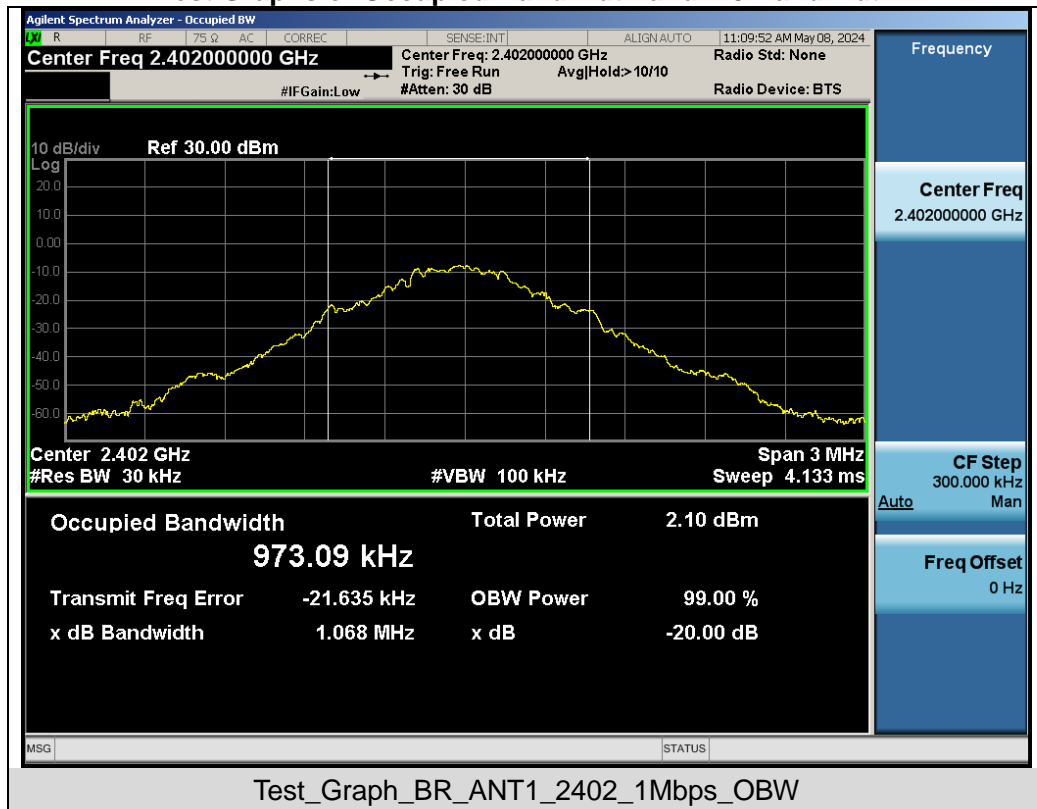 Agilent Spectrum Analyzer - Occupied BW
LXI R RF 75 Ω AC CORREC SENSE:INT ALIGN AUTO 11:09:52 AM May 08, 2024
Center Freq 2.402000000 GHz
Center Freq: 2.402000000 GHz
Radio Std: None
Trig: Free Run Avg|Hold:> 10/10
#IFGain:Low
#Atten: 30 dB
Radio Device: BTS
Frequency
10 dB/div Ref 30.00 dBm
Log
20.0
10.0
0.00
-10.0
-20.0
-30.0
-40.0
-50.0
-60.0
Center 2.402 GHz
Span 3 MHz
#Res BW 30 kHz
#VBW 100 kHz
Sweep 4.133 ms
Center Freq
2.402000000 GHz
CF Step
300.000 kHz
Auto Man
Freq Offset
0 Hz
Occupied Bandwidth
973.09 kHz
Total Power 2.10 dBm
Transmit Freq Error -21.635 kHz
OBW Power 99.00 %
x dB Bandwidth 1.068 MHz
x dB -20.00 dB
MSG
STATUS
Test_Graph_BR_ANT1_2402_1Mbps_OBW